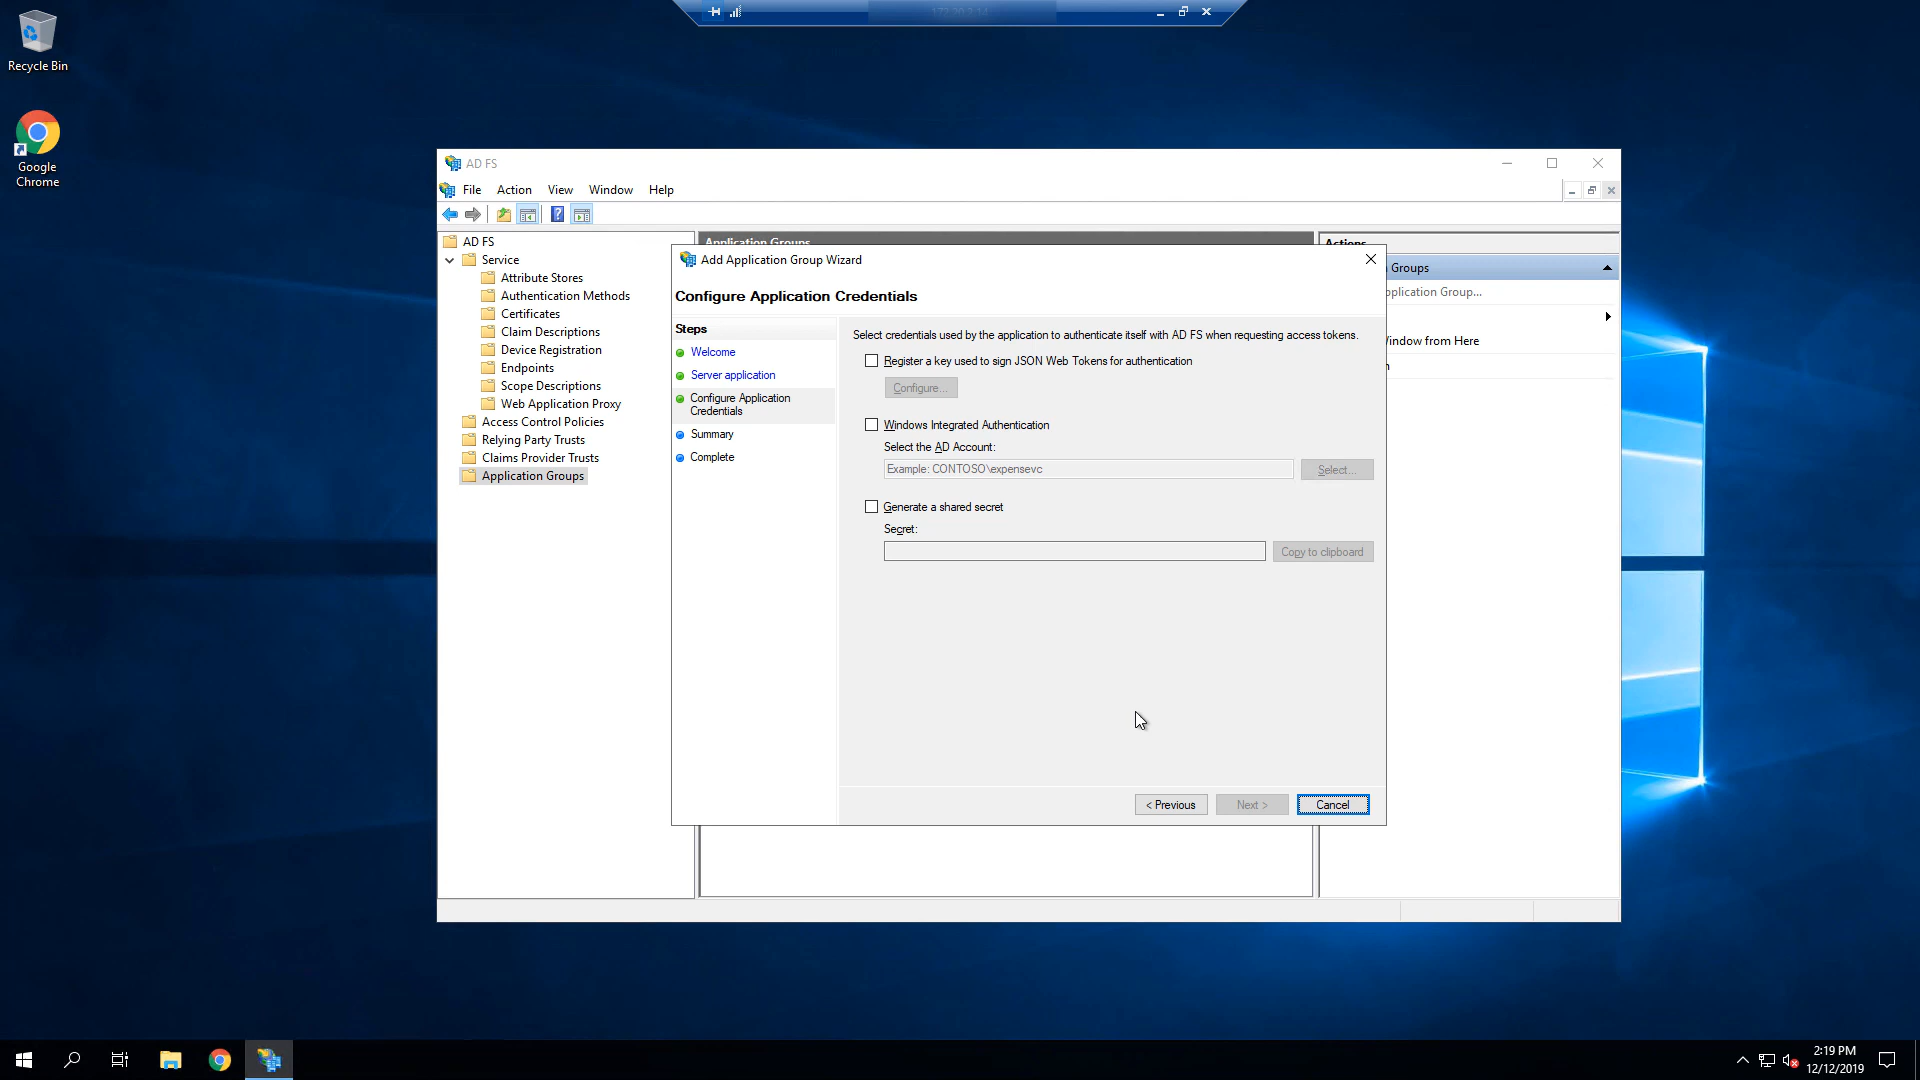 Recycle Bin
Google
Chrome
AD FS
File Action View Window Help
AD FS
Service
Attribute Stores
Authentication Methods
Certificates
Claim Descriptions
Device Registration
Endpoints
Scope Descriptions
Web Application Proxy
Access Control Policies
Relying Party Trusts
Claims Provider Trusts
Application Groups
Application Groups
Add Application Group Wizard
Configure Application Credentials
Steps
Welcome
Server application
Configure Application
Credentials
Summary
Complete
Select credentials used by the application to authenticate itself with AD FS when requesting access tokens.
Register a key used to sign JSON Web Tokens for authentication
Configure...
Windows Integrated Authentication
Select the AD Account:
Example: CONTOSO\expensevc
Select...
Generate a shared secret
Secret:
Copy to clipboard
< Previous
Next >
Cancel
Actions
Groups
pplication Group...
Window from Here
2:19 PM
12/12/2019